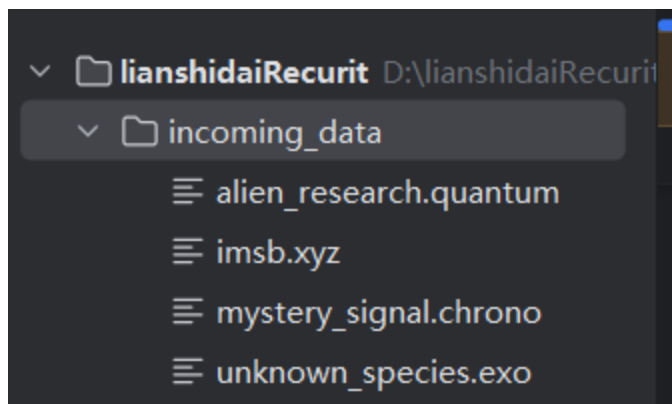 lianshidaiRecurit D:\lianshidaiRecurit
incoming_data
alien_research.quantum
imsb.xyz
mystery_signal.chrono
unknown_species.exo